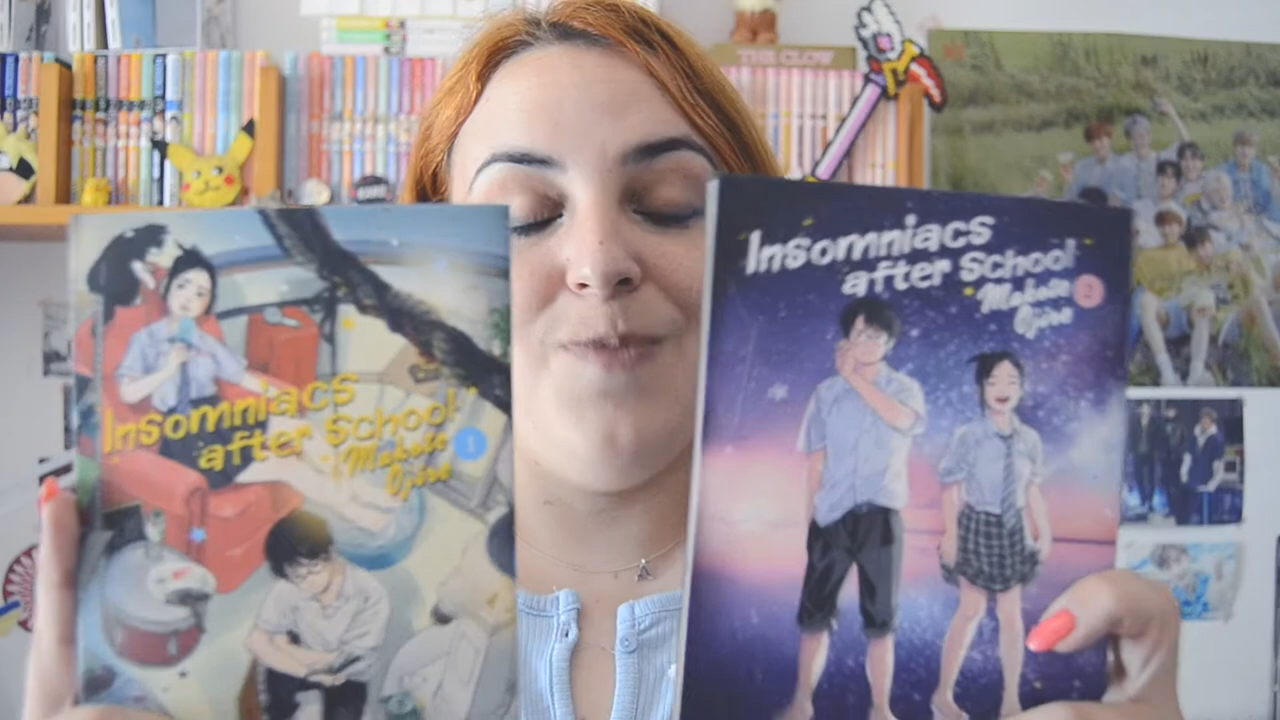 THE CLOW
Insomniacs
after School
Makoto
Ojiro
1
Insomniacs
after School
Makoto
Ojiro
2